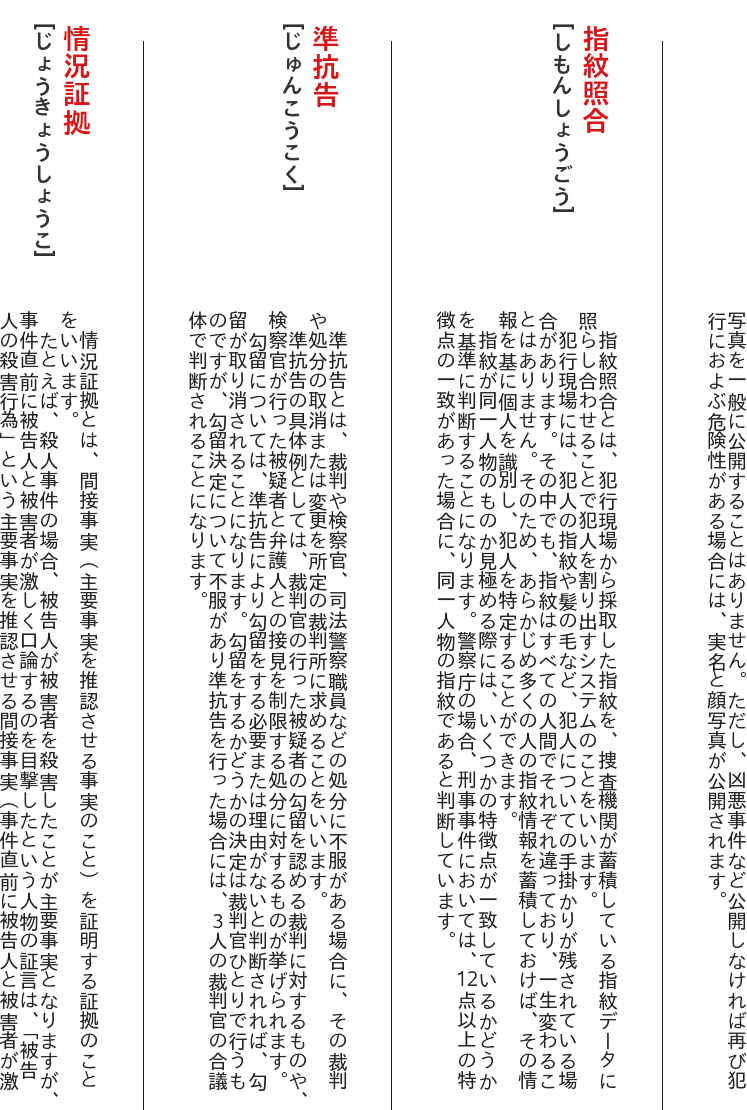 写真を一般に公開することはありません。ただし、凶悪事件など公開しなければ再び犯
行におよぶ危険性がある場合には、実名と顔写真が公開されます。
指紋照合
[しもんしょうごう]
指紋照合とは、犯行現場から採取した指紋を、捜査機関が蓄積している指紋データに
照らし合わせることで犯人を割り出すシステムのことをいいます。
犯行現場には、犯人の指紋や髪の毛など、犯人についての手掛かりが残されている場
合があります。その中でも、指紋はすべての人間でそれぞれ違っており、一生変わるこ
とはありません。そのため、あらかじめ多くの人の指紋情報を蓄積しておけば、その情
報を基に個人を識別し、犯人を特定することができます。
指紋が同一人物のものか見極める際には、いくつかの特徴点が一致しているかどうか
を基準に判断することになります。警察庁の場合、刑事事件においては、12点以上の特
徴点の一致があった場合に、同一人物の指紋であると判断しています。
準抗告
[じゅんこうこく]
準抗告とは、裁判や検察官、司法警察職員などの処分に不服がある場合に、その裁判
や処分の取消または変更を所定の裁判所に求めることをいいます。
準抗告の具体例としては、裁判官の行った被疑者の勾留を認める裁判に対するものや、
検察官が行った被疑者と弁護人との接見を制限する処分に対するものが挙げられます。
勾留については、準抗告により勾留をする必要または理由がないと判断されれば、勾
留が取り消されることになります。勾留をするかどうかの決定は裁判官ひとりで行うも
のですが、勾留決定について不服があり準抗告を行った場合には、3人の裁判官の合議
体で判断されることになります。
情況証拠
[じょうきょうしょうこ]
情況証拠とは、間接事実（主要事実を推認させる事実のこと）を証明する証拠のこと
をいいます。
たとえば、殺人事件の場合、被告人が被害者を殺害したことが主要事実となりますが、
事件直前に被告人と被害者が激しく口論するのを目撃したという人物の証言は、「被告
人の殺害行為」という主要事実を推認させる間接事実（事件直前に被告人と被害者が激